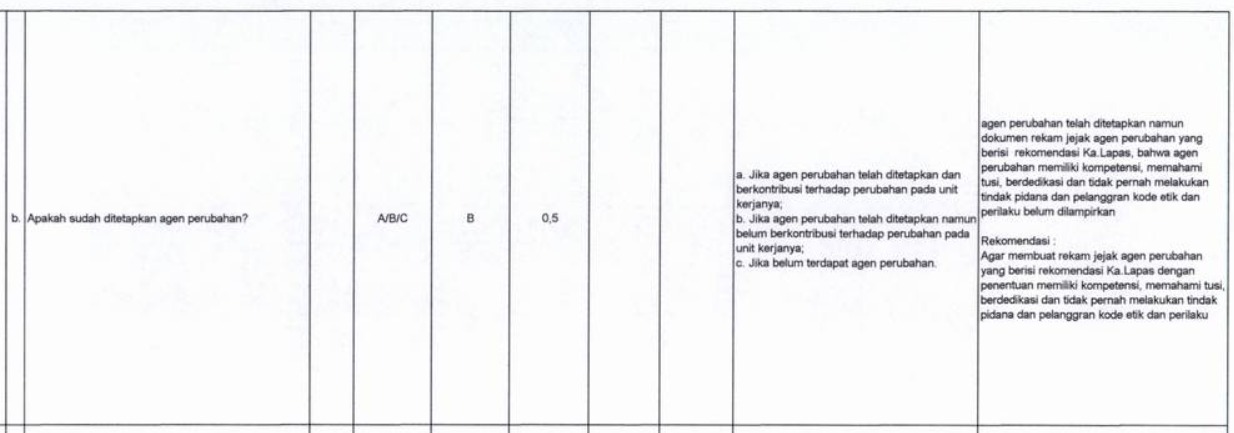 b. Apakah sudah ditetapkan agen perubahan?
A/B/C
B
0,5
a. Jika agen perubahan telah ditetapkan dan
berkontribusi terhadap perubahan pada unit
kerjanya;
b. Jika agen perubahan telah ditetapkan namun
belum berkontribusi terhadap perubahan pada
unit kerjanya;
c. Jika belum terdapat agen perubahan.
agen perubahan telah ditetapkan namun
dokumen rekam jejak agen perubahan yang
berisi rekomendasi Ka.Lapas, bahwa agen
perubahan memiliki kompetensi, memahami
tusi, berdedikasi dan tidak pernah melakukan
tindak pidana dan pelanggran kode etik dan
perilaku belum dilampirkan
Rekomendasi :
Agar membuat rekam jejak agen perubahan
yang berisi rekomendasi Ka.Lapas dengan
penentuan memiliki kompetensi, memahami tusi,
berdedikasi dan tidak pernah melakukan tindak
pidana dan pelanggran kode etik dan perilaku